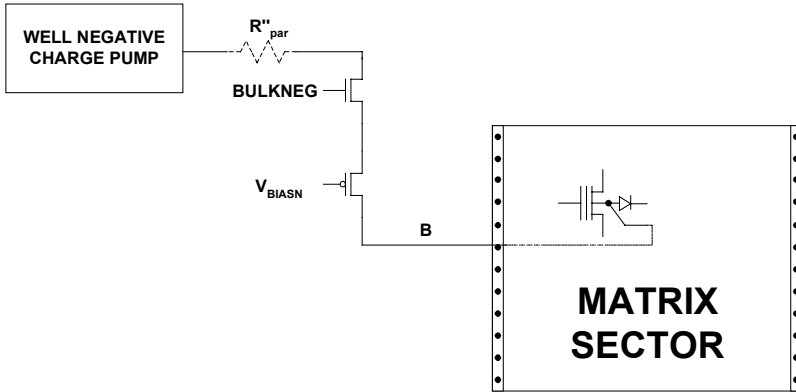 WELL NEGATIVE
CHARGE PUMP
R"par
BULKNEG
VBIASN
B
MATRIX
SECTOR